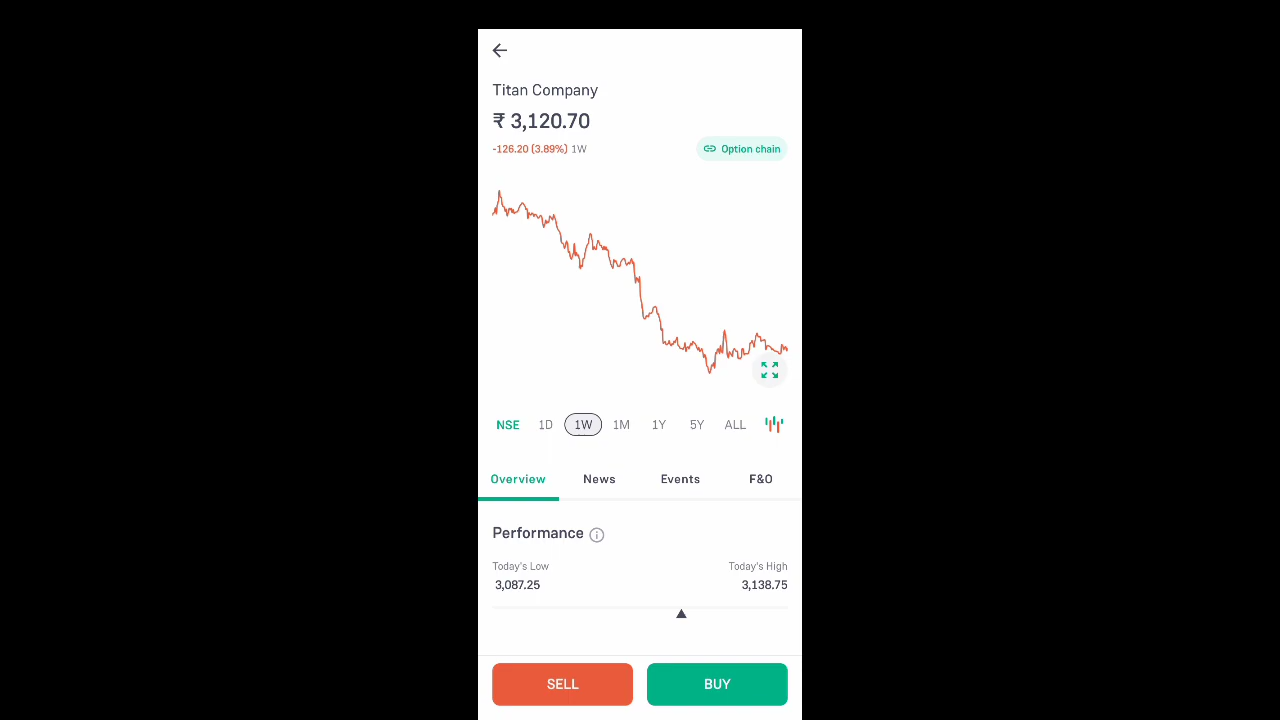 Titan Company
₹ 3,120.70
-126.20 (3.89%) 1W
Option chain
NSE 1D 1W 1M 1Y 5Y ALL
Overview News Events F&O
Performance
Today's Low Today's High
3,087.25 3,138.75
SELL BUY